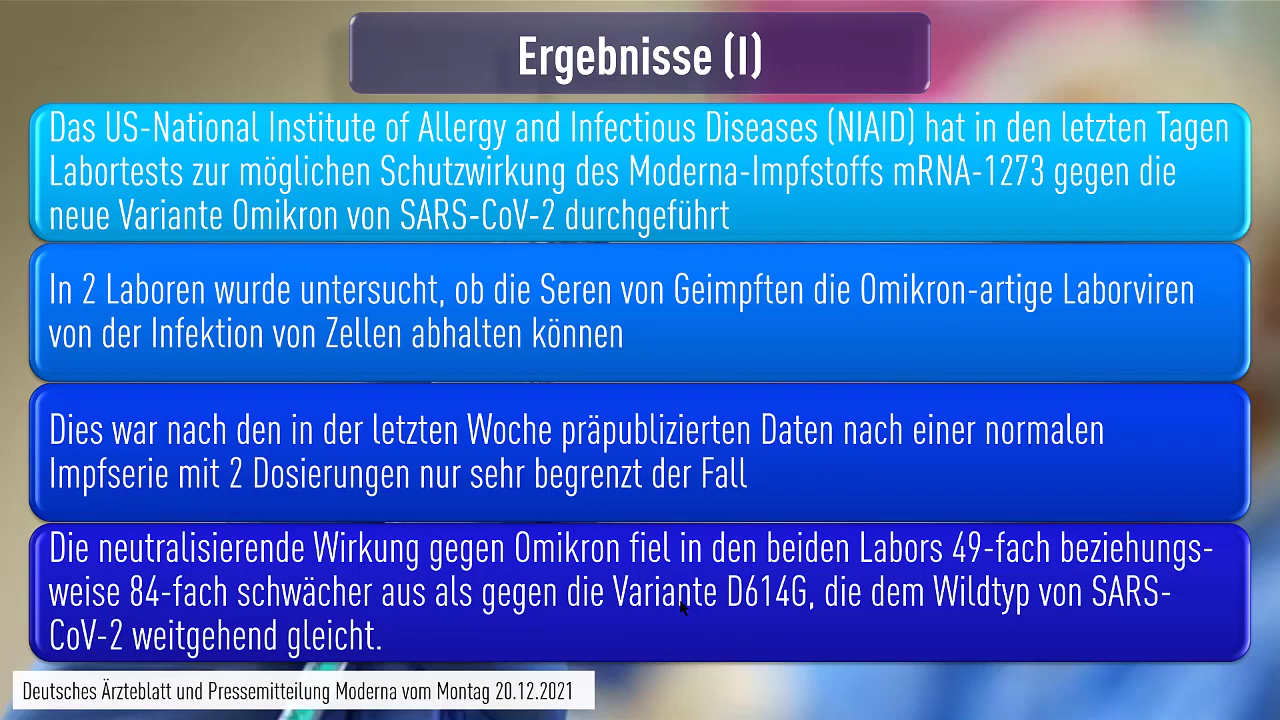 Ergebnisse (I)
Das US-National Institute of Allergy and Infectious Diseases (NIAID) hat in den letzten Tagen
Labortests zur möglichen Schutzwirkung des Moderna-Impfstoffs mRNA-1273 gegen die
neue Variante Omikron von SARS-CoV-2 durchgeführt
In 2 Laboren wurde untersucht, ob die Seren von Geimpften die Omikron-artige Laborviren
von der Infektion von Zellen abhalten können
Dies war nach den in der letzten Woche präpublizierten Daten nach einer normalen
Impfserie mit 2 Dosierungen nur sehr begrenzt der Fall
Die neutralisierende Wirkung gegen Omikron fiel in den beiden Labors 49-fach beziehungs-
weise 84-fach schwächer aus als gegen die Variante D614G, die dem Wildtyp von SARS-
CoV-2 weitgehend gleicht.
Deutsches Ärzteblatt und Pressemitteilung Moderna vom Montag 20.12.2021